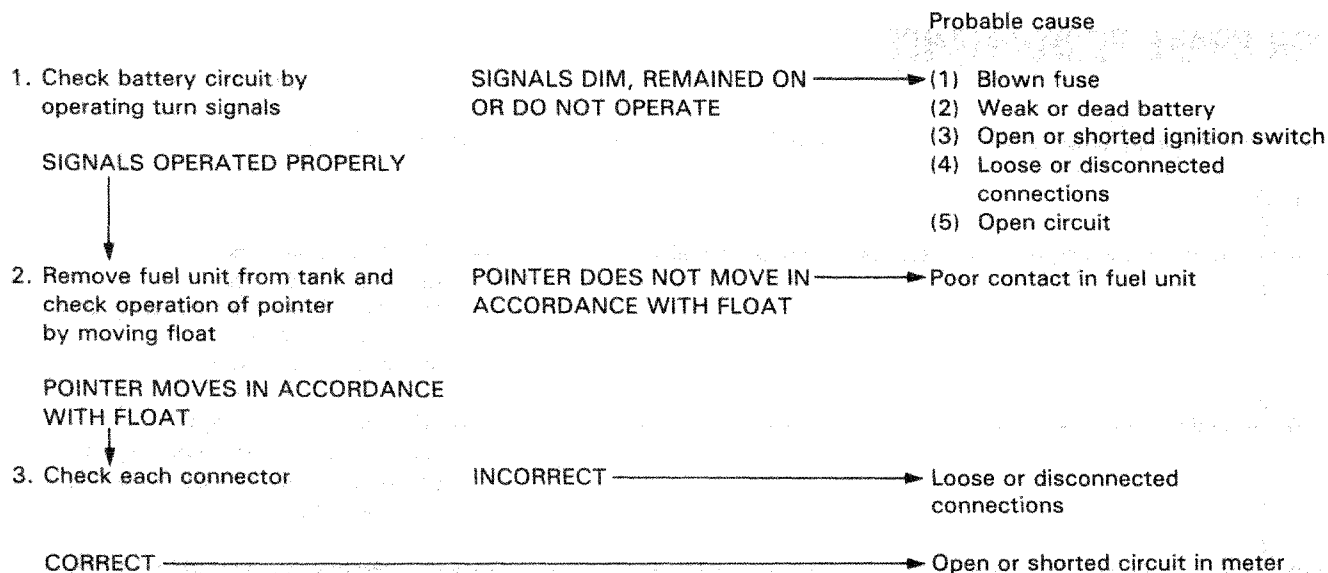 Probable cause
1. Check battery circuit by
operating turn signals
SIGNALS DIM, REMAINED ON
OR DO NOT OPERATE
(1) Blown fuse
(2) Weak or dead battery
(3) Open or shorted ignition switch
(4) Loose or disconnected
connections
(5) Open circuit
SIGNALS OPERATED PROPERLY
2. Remove fuel unit from tank and
check operation of pointer
by moving float
POINTER DOES NOT MOVE IN
ACCORDANCE WITH FLOAT
Poor contact in fuel unit
POINTER MOVES IN ACCORDANCE
WITH FLOAT
3. Check each connector
INCORRECT
Loose or disconnected
connections
CORRECT
Open or shorted circuit in meter